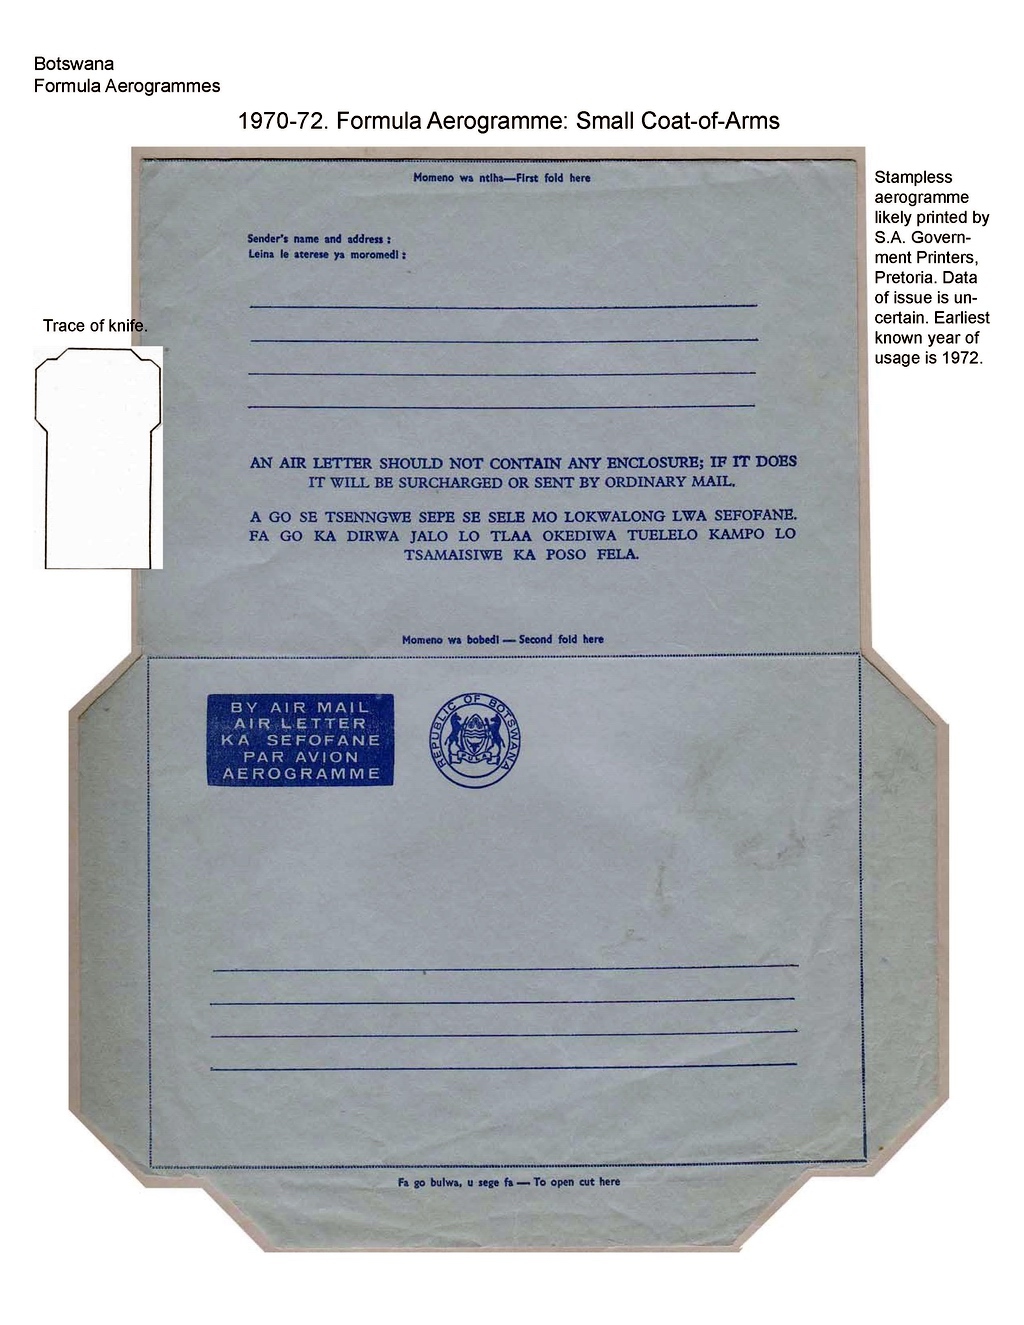 Botswana
Formula Aerogrammes
1970-72. Formula Aerogramme: Small Coat-of-Arms
Momeno wa ntlha—First fold here
Stampless
aerogramme
likely printed by
S.A. Govern-
ment Printers,
Pretoria. Data
of issue is un-
certain. Earliest
known year of
usage is 1972.
Sender's name and address :
Leina le aterese ya moromedi :
Trace of knife.
AN AIR LETTER SHOULD NOT CONTAIN ANY ENCLOSURE; IF IT DOES
IT WILL BE SURCHARGED OR SENT BY ORDINARY MAIL.
A GO SE TSENNGWE SEPE SE SELE MO LOKWALONG LWA SEFOFANE.
FA GO KA DIRWA JALO LO TLAA OKEDIWA TUELELO KAMPO LO
TSAMAISIWE KA POSO FELA.
Momeno wa bobedi — Second fold here
BY AIR MAIL
AIR LETTER
KA SEFOFANE
PAR AVION
AEROGRAMME
REPUBLIC OF BOTSWANA
PULA
Fa go bulwa, u sege fa — To open cut here